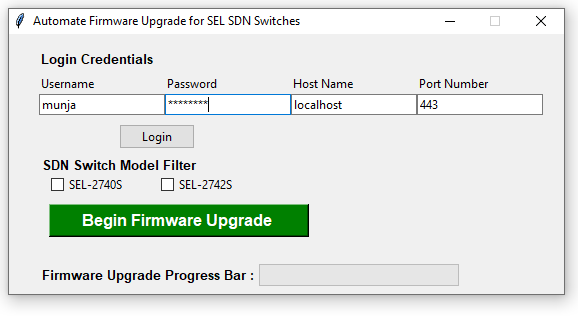 Automate Firmware Upgrade for SEL SDN Switches
Login Credentials
Username Password Host Name Port Number
munja ******** localhost 443
Login
SDN Switch Model Filter
SEL-2740S SEL-2742S
Begin Firmware Upgrade
Firmware Upgrade Progress Bar :